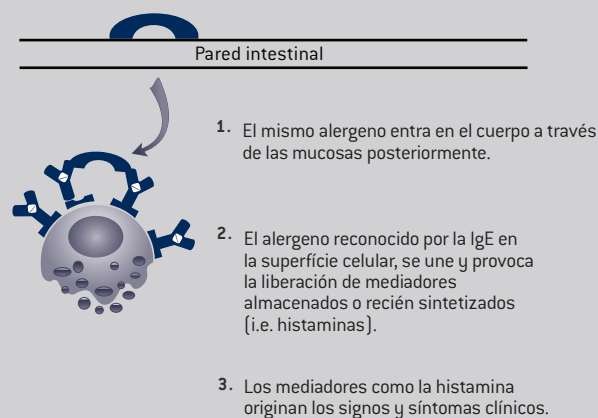 Pared intestinal
1. El mismo alergeno entra en el cuerpo a través
de las mucosas posteriormente.
2. El alergeno reconocido por la IgE en
la superfície celular, se une y provoca
la liberación de mediadores
almacenados o recién sintetizados
(i.e. histaminas).
3. Los mediadores como la histamina
originan los signos y síntomas clínicos.